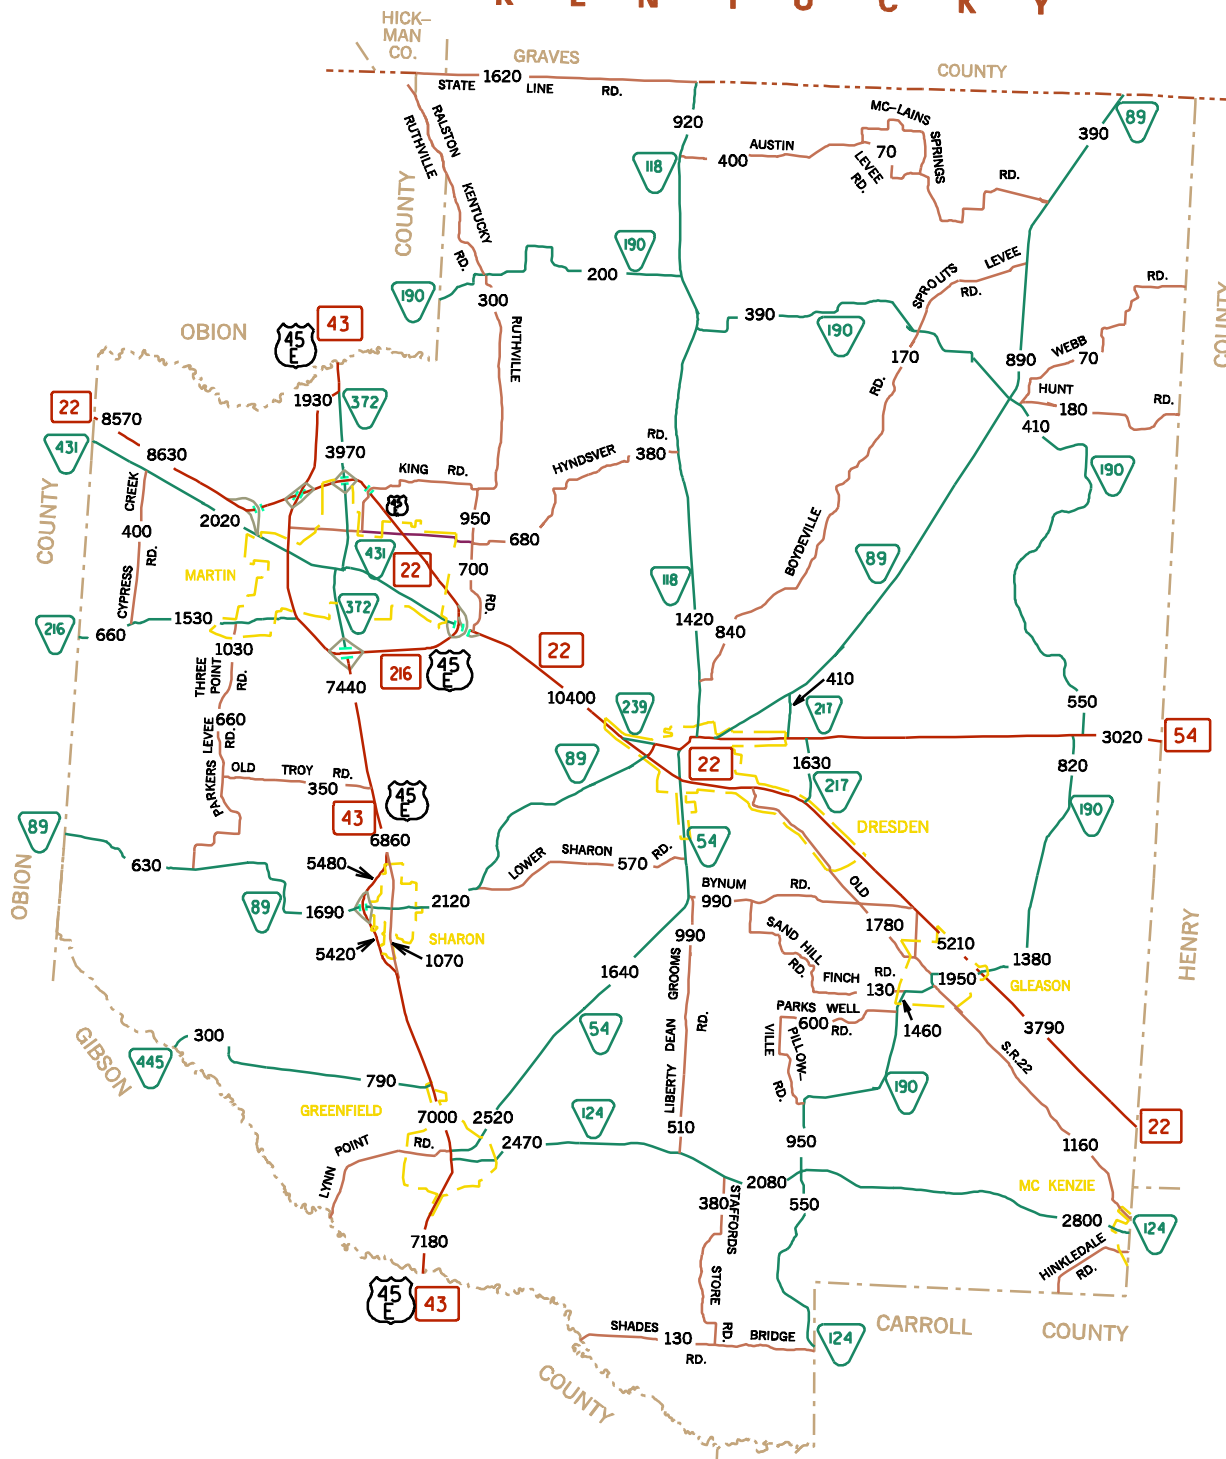 K E N T U C K Y
HICK-
MAN
CO.
GRAVES
COUNTY
1620
STATE LINE RD.
RALSTON
RUTHVILLE
KENTUCKY
RD.
COUNTY
920
118
400
AUSTIN
70
LEVEE
RD.
MC-LAINS
SPRINGS
RD.
390
89
190
200
190
300
RUTHVILLE
390
190
SPROUTS LEVEE
RD.
170
RD.
890
WEBB
70
RD.
HUNT
180
RD.
410
190
COUNTY
OBION
45
E
43
1930
372
22
8570
431
8630
3970
KING RD.
950
HYNDSVER
RD.
380
680
2020
CREEK
400
RD.
CYPRESS
COUNTY
MARTIN
45
E
431
22
700
RD.
118
BOYDEVILLE
89
216
660
1530
372
1030
THREE
POINT
RD.
216
45
E
7440
22
10400
1420
840
410
217
550
239
660
PARKERS LEVEE
RD.
OLD TROY RD.
350
43
45
E
6860
89
22
1630
217
3020
54
820
190
DRESDEN
89
630
5480
89
1690
2120
5420
1070
SHARON
LOWER SHARON
570
RD.
54
BYNUM RD.
990
990
OLD
1780
SAND HILL
RD.
FINCH RD.
130
5210
1950
1380
GLEASON
HENRY
OBION
1640
54
LIBERTY DEAN GROOMS
RD.
PARKS WELL
600
RD.
PILLOW-
VILLE
RD.
1460
190
S.R.22
3790
22
GIBSON
445
300
790
GREENFIELD
7000
2520
2470
124
510
950
1160
LYNN POINT RD.
2080
380
STAFFORDS
STORE
RD.
550
MC KENZIE
2800
124
HINKLEDALE
RD.
7180
45
E
43
SHADES
130
RD.
BRIDGE
124
CARROLL COUNTY
COUNTY